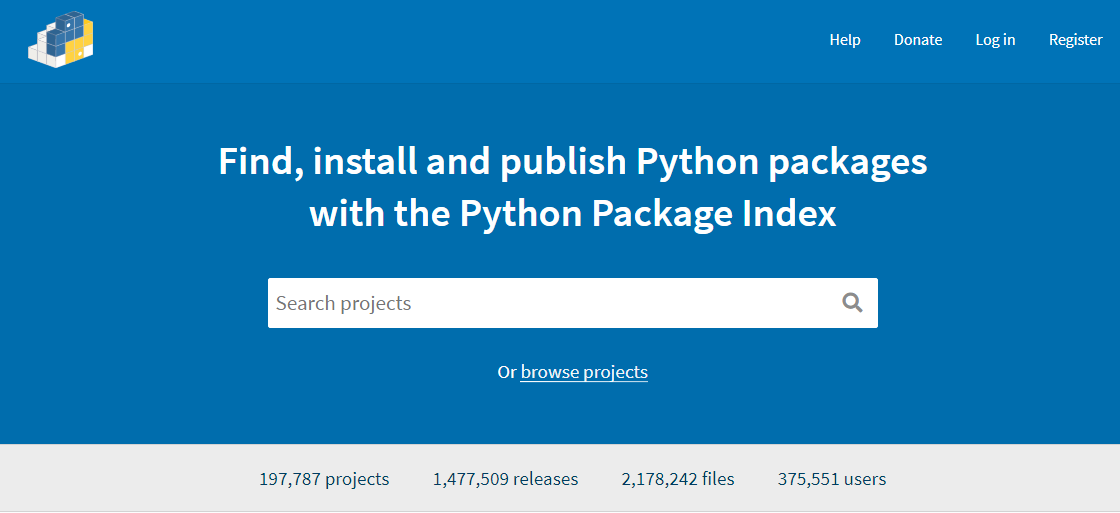 Help Donate Log in Register
Find, install and publish Python packages
with the Python Package Index
Search projects
Or browse projects
197,787 projects 1,477,509 releases 2,178,242 files 375,551 users